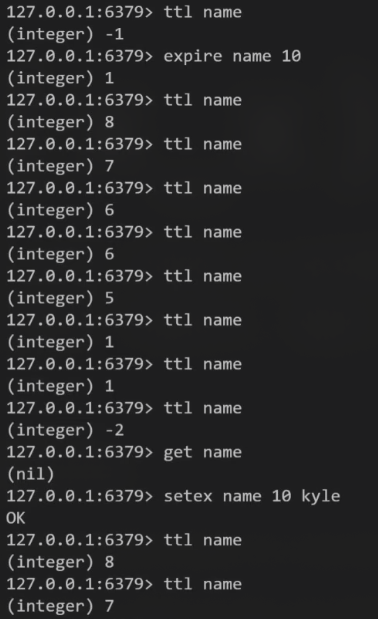 127.0.0.1:6379> ttl name
(integer) -1
127.0.0.1:6379> expire name 10
(integer) 1
127.0.0.1:6379> ttl name
(integer) 8
127.0.0.1:6379> ttl name
(integer) 7
127.0.0.1:6379> ttl name
(integer) 6
127.0.0.1:6379> ttl name
(integer) 6
127.0.0.1:6379> ttl name
(integer) 5
127.0.0.1:6379> ttl name
(integer) 1
127.0.0.1:6379> ttl name
(integer) 1
127.0.0.1:6379> ttl name
(integer) -2
127.0.0.1:6379> get name
(nil)
127.0.0.1:6379> setex name 10 kyle
OK
127.0.0.1:6379> ttl name
(integer) 8
127.0.0.1:6379> ttl name
(integer) 7